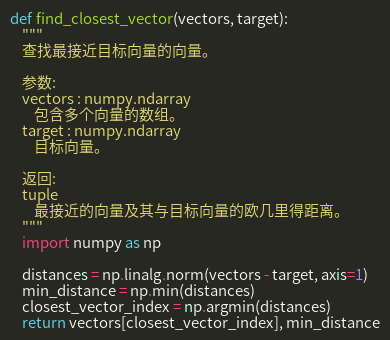 def find_closest_vector(vectors, target):
    """
    查找最接近目标向量的向量。

    参数:
    vectors : numpy.ndarray
        包含多个向量的数组。
    target : numpy.ndarray
        目标向量。

    返回:
    tuple
        最接近的向量及其与目标向量的欧几里得距离。
    """
    import numpy as np

    distances = np.linalg.norm(vectors - target, axis=1)
    min_distance = np.min(distances)
    closest_vector_index = np.argmin(distances)
    return vectors[closest_vector_index], min_distance